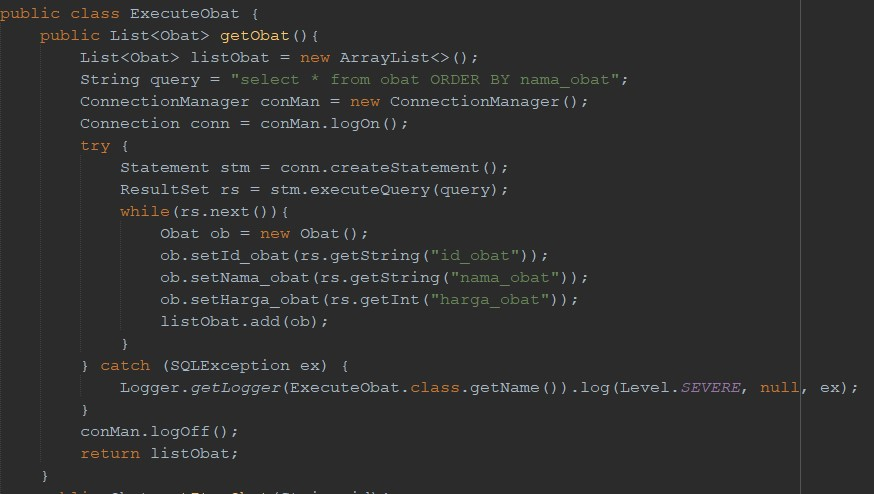 public class ExecuteObat {
public List<Obat> getObat(){
List<Obat> listObat = new ArrayList<>();
String query = "select * from obat ORDER BY nama_obat";
ConnectionManager conMan = new ConnectionManager();
Connection conn = conMan.logOn();
try {
Statement stm = conn.createStatement();
ResultSet rs = stm.executeQuery(query);
while(rs.next()){
Obat ob = new Obat();
ob.setId_obat(rs.getString("id_obat"));
ob.setNama_obat(rs.getString("nama_obat"));
ob.setHarga_obat(rs.getInt("harga_obat"));
listObat.add(ob);
}
} catch (SQLException ex) {
Logger.getLogger(ExecuteObat.class.getName()).log(Level.SEVERE, null, ex);
}
conMan.logOff();
return listObat;
}